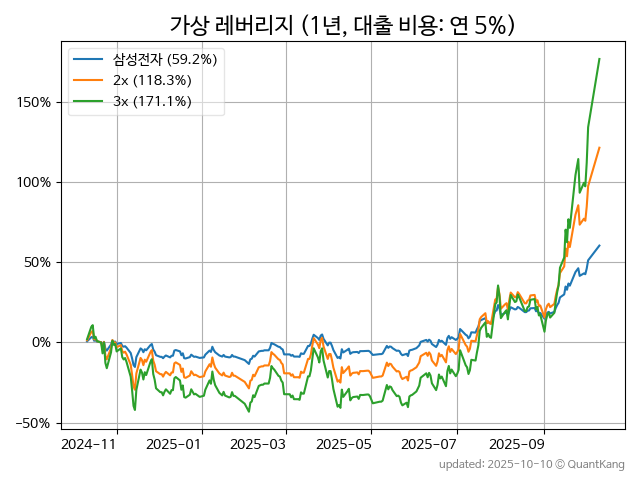 가상 레버리지 (1년, 대출 비용: 연 5%)
삼성전자 (59.2%)
2x (118.3%)
3x (171.1%)
150%
100%
50%
0%
−50%
2024-11
2025-01
2025-03
2025-05
2025-07
2025-09
updated: 2025-10-10 © QuantKang